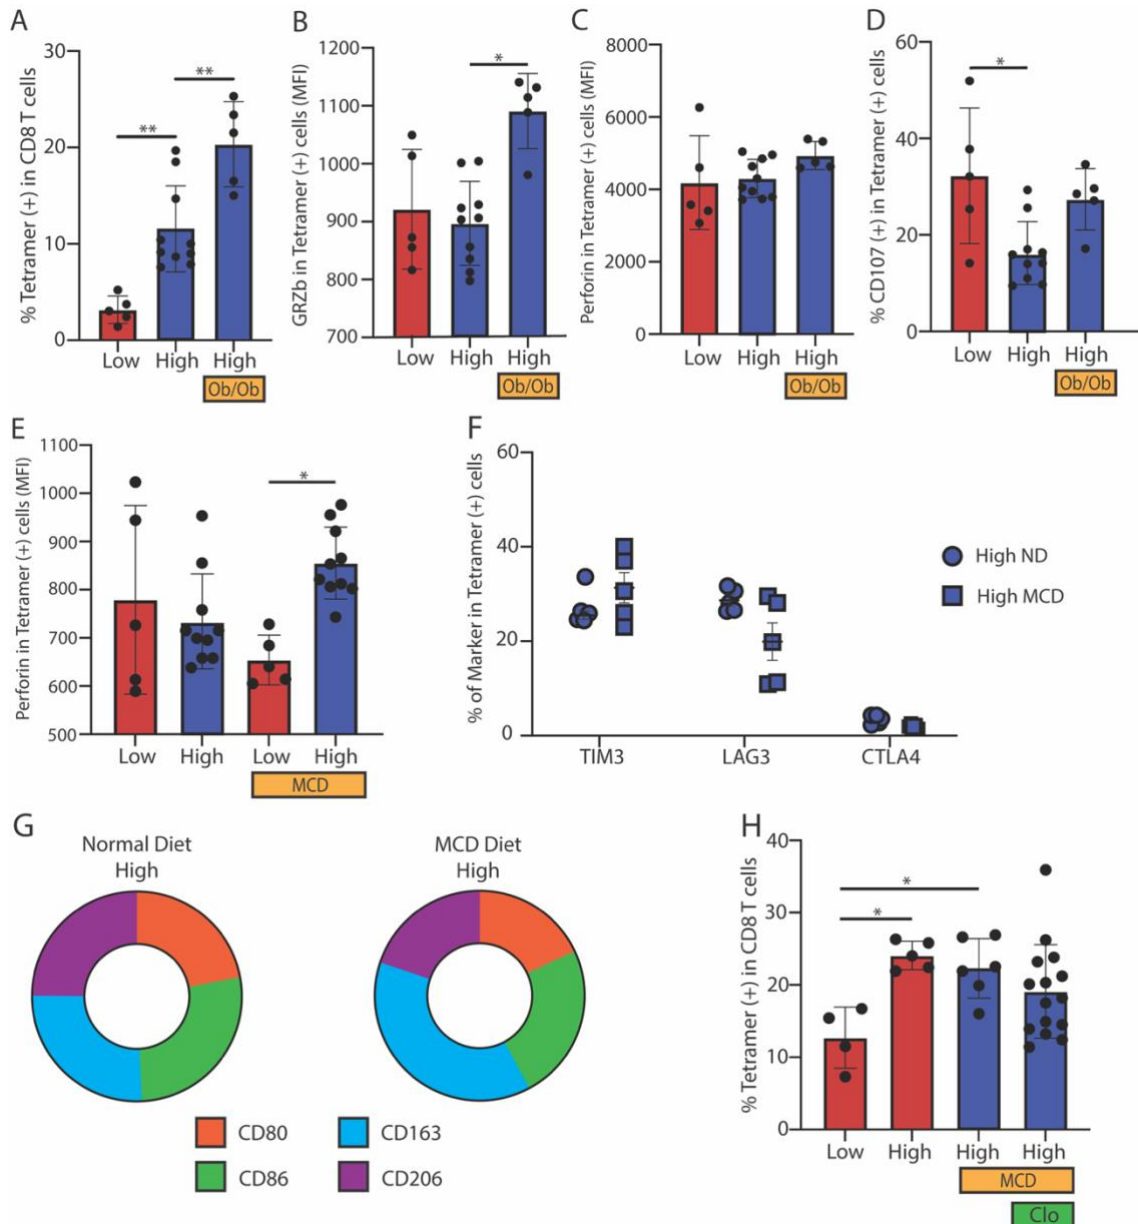 A
% Tetramer (+) in CD8 T cells
30
20
10
0
**
**
Low
High
High
Ob/Ob
B
GRZb in Tetramer (+) cells (MFI)
1200
1100
1000
900
800
700
*
Low
High
High
Ob/Ob
C
Perforin in Tetramer (+) cells (MFI)
8000
6000
4000
2000
0
Low
High
High
Ob/Ob
D
% CD107 (+) in Tetramer (+) cells
60
40
20
0
*
Low
High
High
Ob/Ob
E
Perforin in Tetramer (+) cells (MFI)
1100
1000
900
800
700
600
500
*
Low
High
Low
High
MCD
F
% of Marker in Tetramer (+) cells
60
40
20
0
TIM3
LAG3
CTLA4
High ND
High MCD
G
Normal Diet
High
MCD Diet
High
CD80
CD163
CD86
CD206
H
% Tetramer (+) in CD8 T cells
40
30
20
10
0
*
*
Low
High
High
High
MCD
Clo